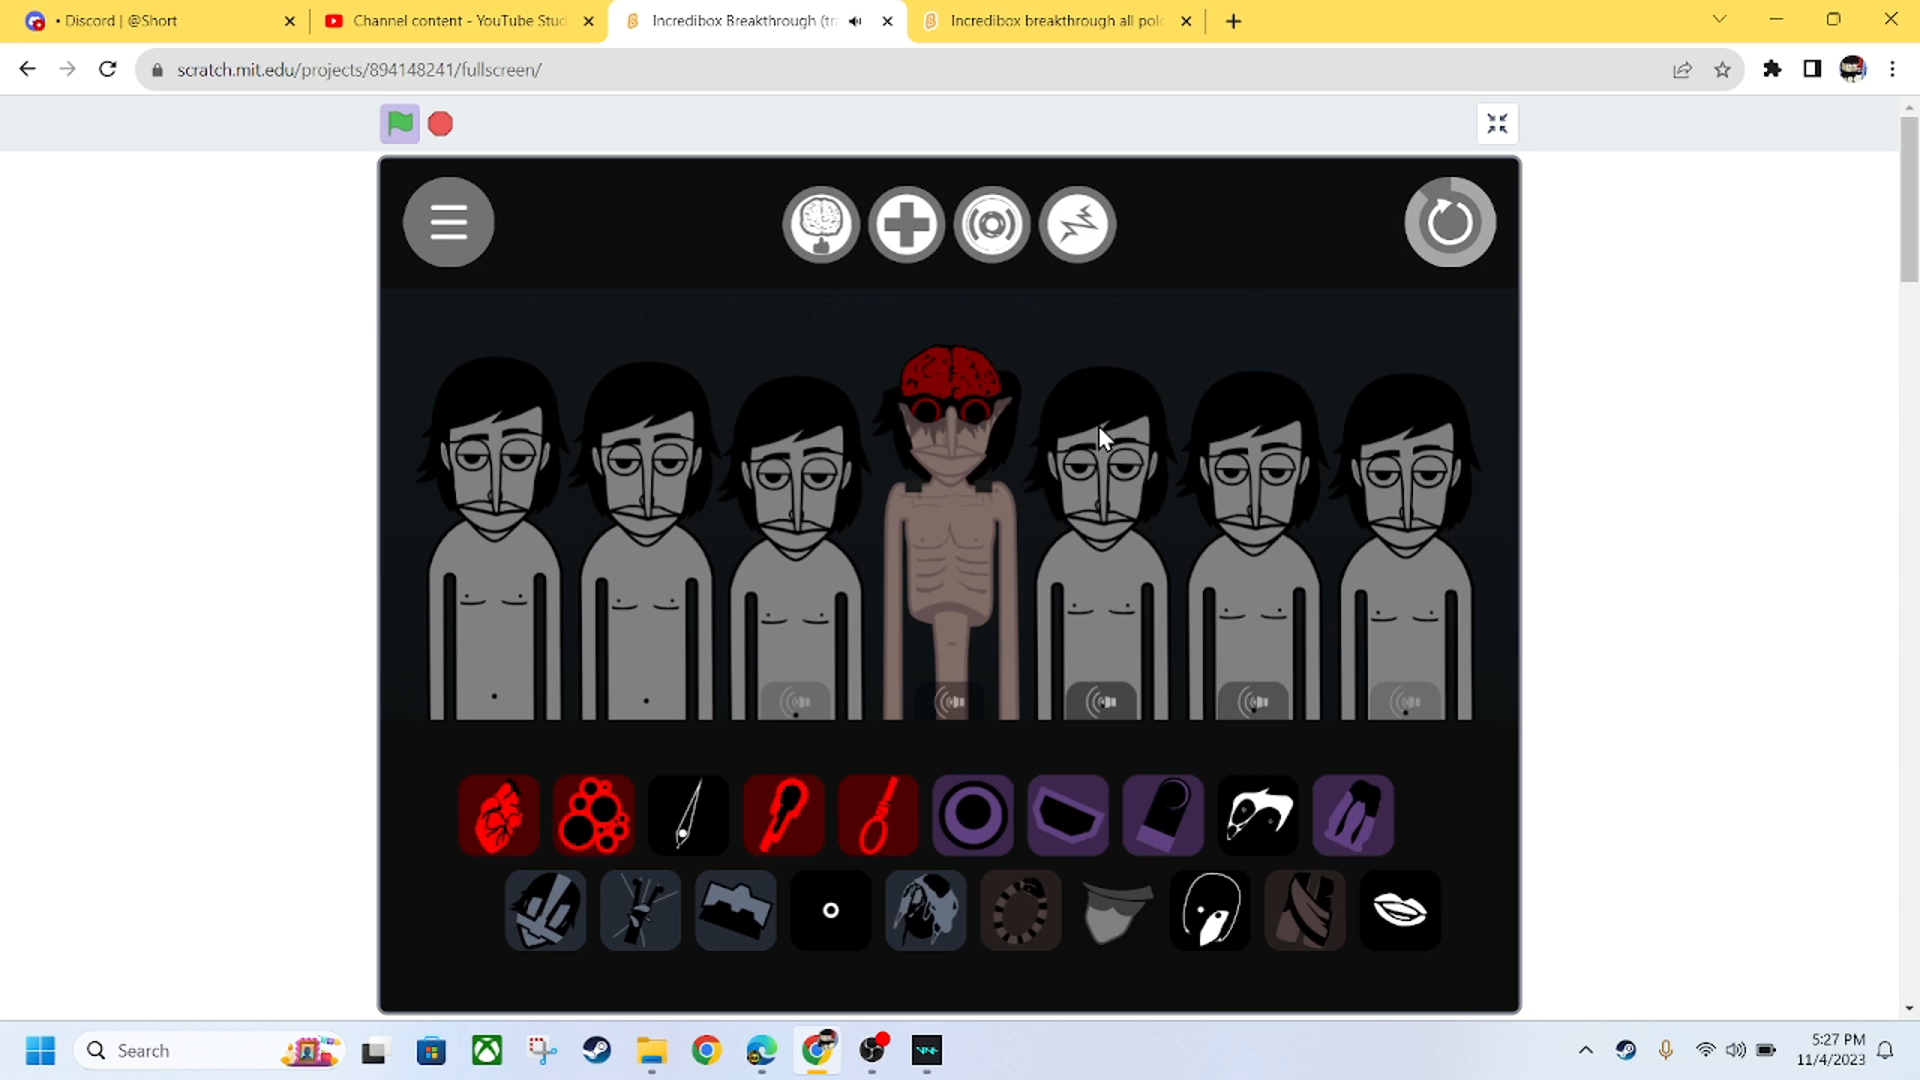 • Discord | @Short
Channel content - YouTube Stud
Incredibox Breakthrough (tr
Incredibox breakthrough all polo
scratch.mit.edu/projects/894148241/fullscreen/
Search
5:27 PM
11/4/2023